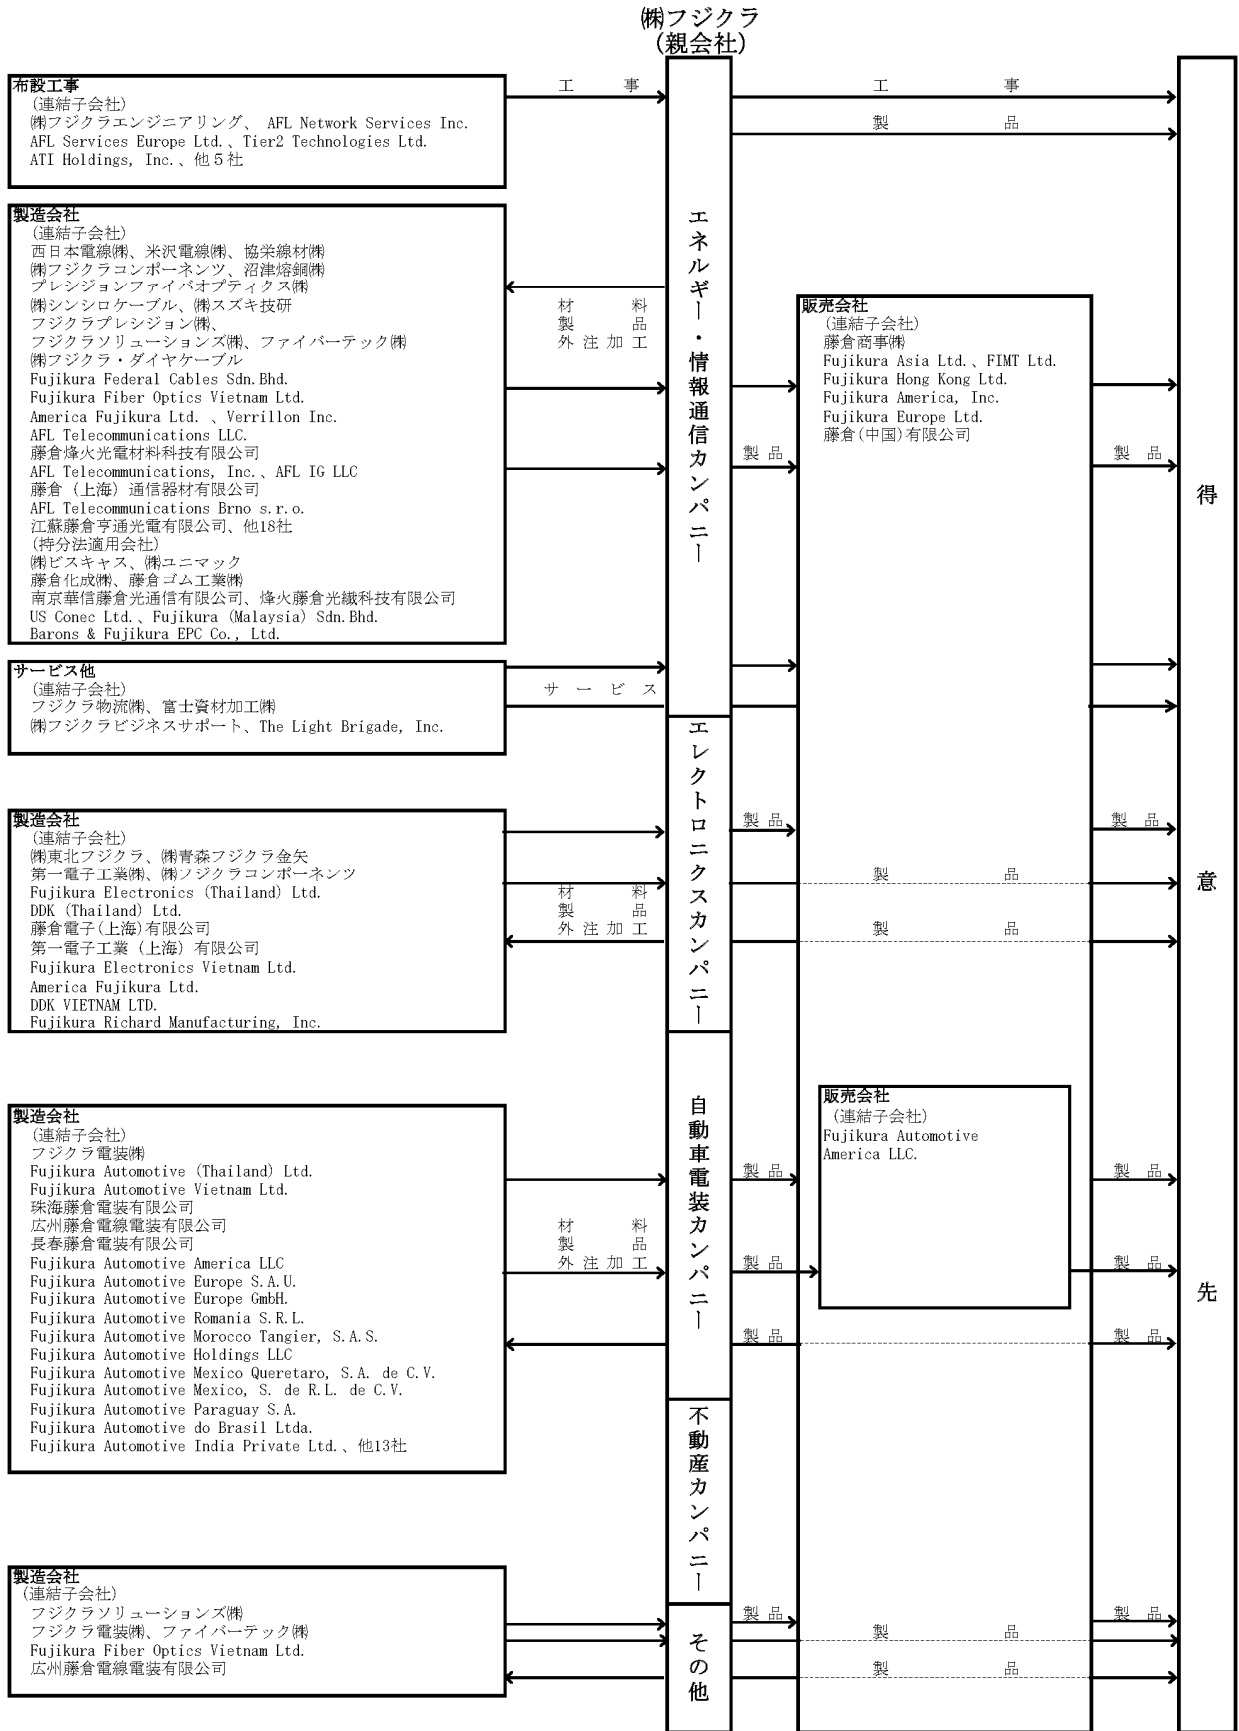 ㈱フジクラ
(親会社)
布設工事
(連結子会社)
㈱フジクラエンジニアリング、 AFL Network Services Inc.
AFL Services Europe Ltd.、Tier2 Technologies Ltd.
ATI Holdings, Inc.、他５社
工 事
工 事
製 品
製造会社
(連結子会社)
西日本電線㈱、米沢電線㈱、協栄線材㈱
㈱フジクラコンポーネンツ、沼津熔銅㈱
プレシジョンファイバオプティクス㈱
㈱シンシロケーブル、㈱スズキ技研
フジクラプレシジョン㈱、
フジクラソリューションズ㈱、ファイバーテック㈱
㈱フジクラ・ダイヤケーブル
Fujikura Federal Cables Sdn.Bhd.
Fujikura Fiber Optics Vietnam Ltd.
America Fujikura Ltd. 、Verrillon Inc.
AFL Telecommunications LLC.
藤倉烽火光電材料科技有限公司
AFL Telecommunications, Inc.、AFL IG LLC
藤倉（上海）通信器材有限公司
AFL Telecommunications Brno s.r.o.
江蘇藤倉亨通光電有限公司、他18社
(持分法適用会社)
㈱ビスキャス、㈱ユニマック
藤倉化成㈱、藤倉ゴム工業㈱
南京華信藤倉光通信有限公司、烽火藤倉光繊科技有限公司
US Conec Ltd.、Fujikura (Malaysia) Sdn.Bhd.
Barons & Fujikura EPC Co., Ltd.
材 料
製 品
外注加工
エネルギー・情報通信カンパニー
製品
販売会社
(連結子会社)
藤倉商事㈱
Fujikura Asia Ltd.、FIMT Ltd.
Fujikura Hong Kong Ltd.
Fujikura America, Inc.
Fujikura Europe Ltd.
藤倉(中国)有限公司
製 品
得意先
サービス他
(連結子会社)
フジクラ物流㈱、富士資材加工㈱
㈱フジクラビジネスサポート、The Light Brigade, Inc.
サ ー ビ ス
製造会社
(連結子会社)
㈱東北フジクラ、㈱青森フジクラ金矢
第一電子工業㈱、㈱フジクラコンポーネンツ
Fujikura Electronics (Thailand) Ltd.
DDK (Thailand) Ltd.
藤倉電子(上海)有限公司
第一電子工業（上海）有限公司
Fujikura Electronics Vietnam Ltd.
America Fujikura Ltd.
DDK VIETNAM LTD.
Fujikura Richard Manufacturing, Inc.
材 料
製 品
外注加工
エレクトロニクスカンパニー
製品
製 品
製 品
製 品
製造会社
(連結子会社)
フジクラ電装㈱
Fujikura Automotive (Thailand) Ltd.
Fujikura Automotive Vietnam Ltd.
珠海藤倉電装有限公司
広州藤倉電線電装有限公司
長春藤倉電装有限公司
Fujikura Automotive America LLC
Fujikura Automotive Europe S.A.U.
Fujikura Automotive Europe GmbH.
Fujikura Automotive Romania S.R.L.
Fujikura Automotive Morocco Tangier, S.A.S.
Fujikura Automotive Holdings LLC
Fujikura Automotive Mexico Queretaro, S.A. de C.V.
Fujikura Automotive Mexico, S. de R.L. de C.V.
Fujikura Automotive Paraguay S.A.
Fujikura Automotive do Brasil Ltda.
Fujikura Automotive India Private Ltd.、他13社
材 料
製 品
外注加工
自動車電装カンパニー
製品
製品
製品
販売会社
(連結子会社)
Fujikura Automotive
America LLC.
製 品
製 品
製 品
不動産カンパニー
製造会社
(連結子会社)
フジクラソリューションズ㈱
フジクラ電装㈱、ファイバーテック㈱
Fujikura Fiber Optics Vietnam Ltd.
広州藤倉電線電装有限公司
その他
製品
製 品
製 品
製 品